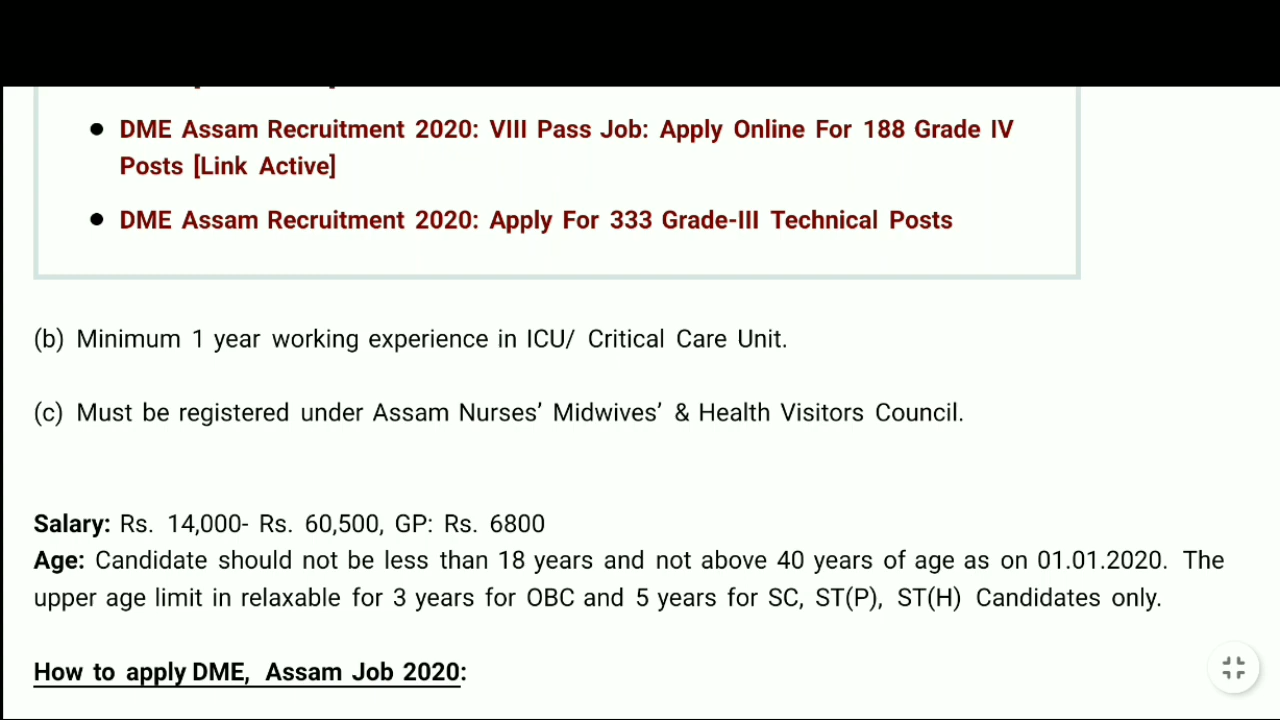 DME Assam Recruitment 2020: VIII Pass Job: Apply Online For 188 Grade IV
Posts [Link Active]
DME Assam Recruitment 2020: Apply For 333 Grade-III Technical Posts
(b) Minimum 1 year working experience in ICU/ Critical Care Unit.
(c) Must be registered under Assam Nurses’ Midwives’ & Health Visitors Council.
Salary: Rs. 14,000- Rs. 60,500, GP: Rs. 6800
Age: Candidate should not be less than 18 years and not above 40 years of age as on 01.01.2020. The
upper age limit in relaxable for 3 years for OBC and 5 years for SC, ST(P), ST(H) Candidates only.
How to apply DME, Assam Job 2020: